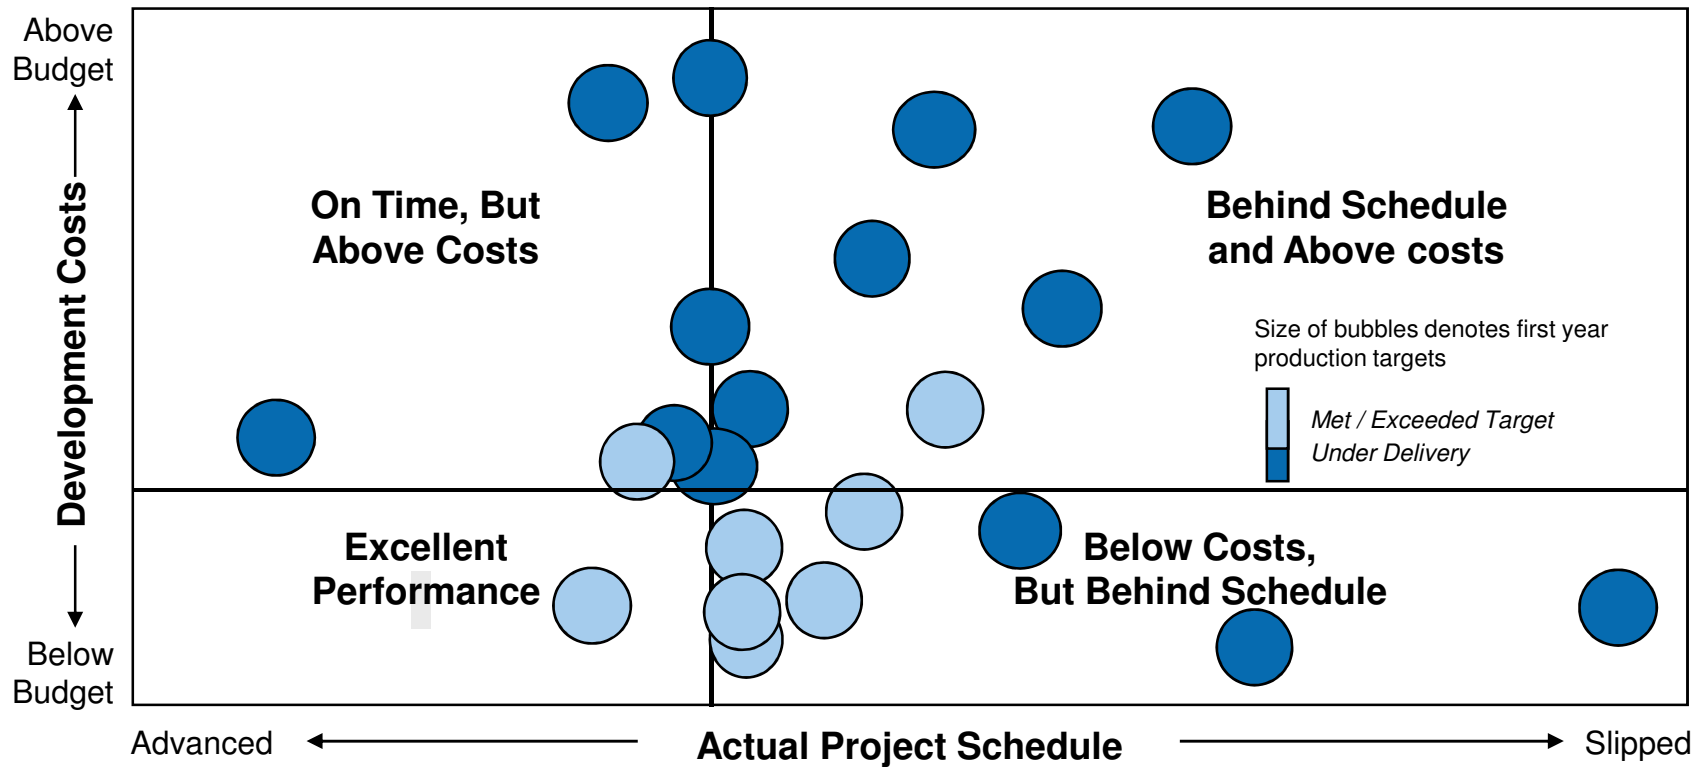 Above
Budget
Development Costs
Below
Budget
On Time, But
Above Costs
Behind Schedule
and Above costs
Size of bubbles denotes first year
production targets
Met / Exceeded Target
Under Delivery
Excellent
Performance
Below Costs,
But Behind Schedule
Advanced
Actual Project Schedule
Slipped